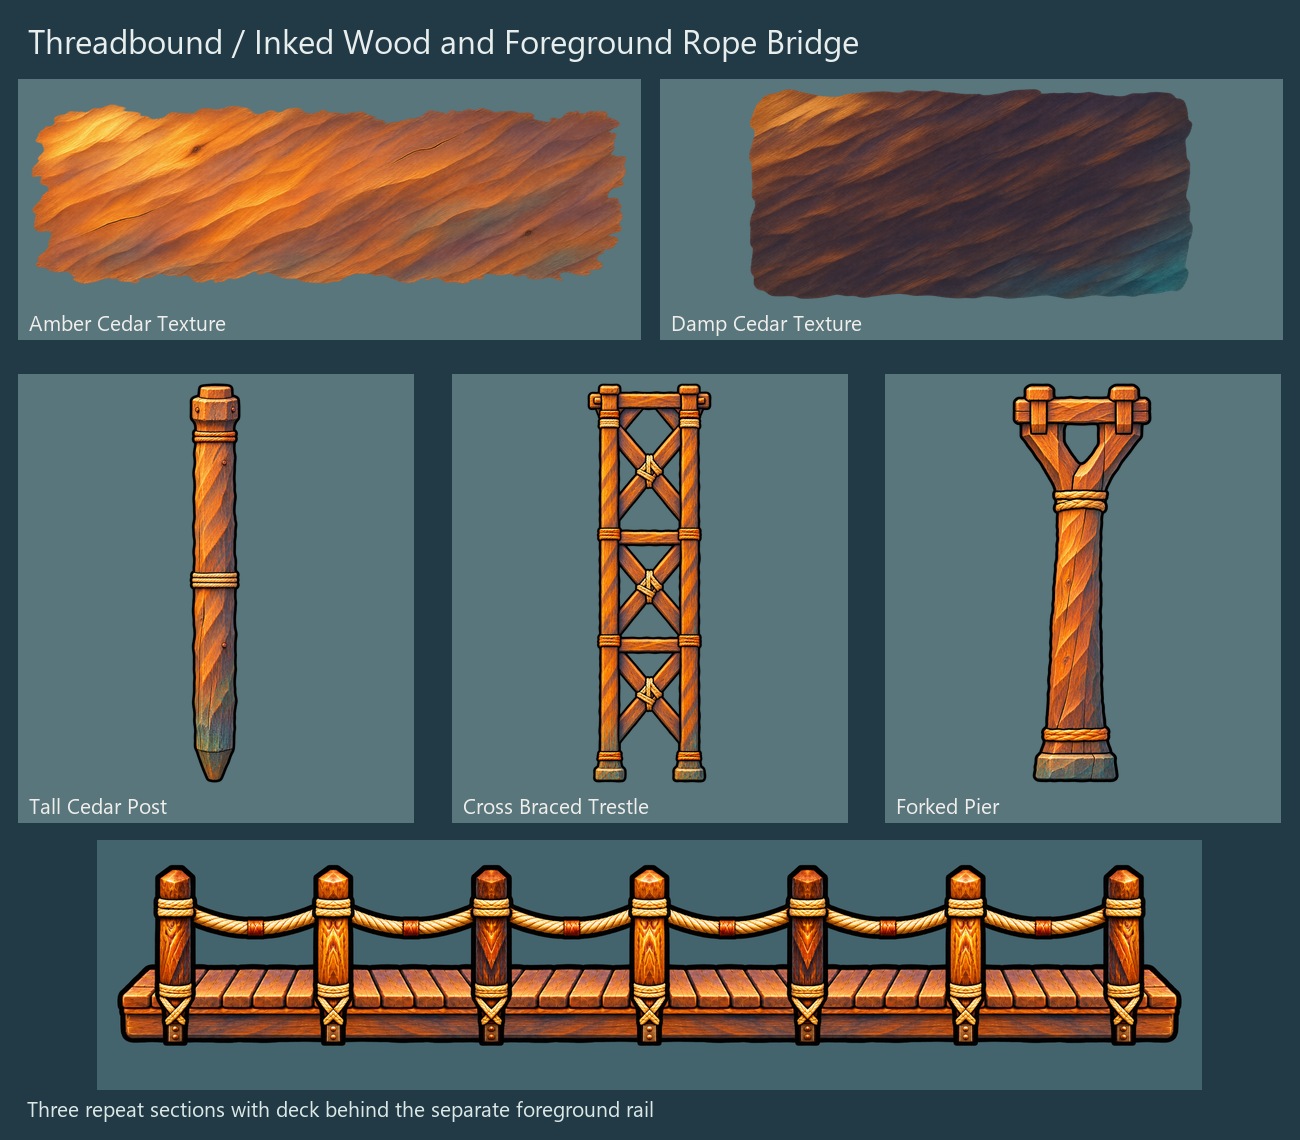 Threadbound / Inked Wood and Foreground Rope Bridge
Amber Cedar Texture
Damp Cedar Texture
Tall Cedar Post
Cross Braced Trestle
Forked Pier
Three repeat sections with deck behind the separate foreground rail